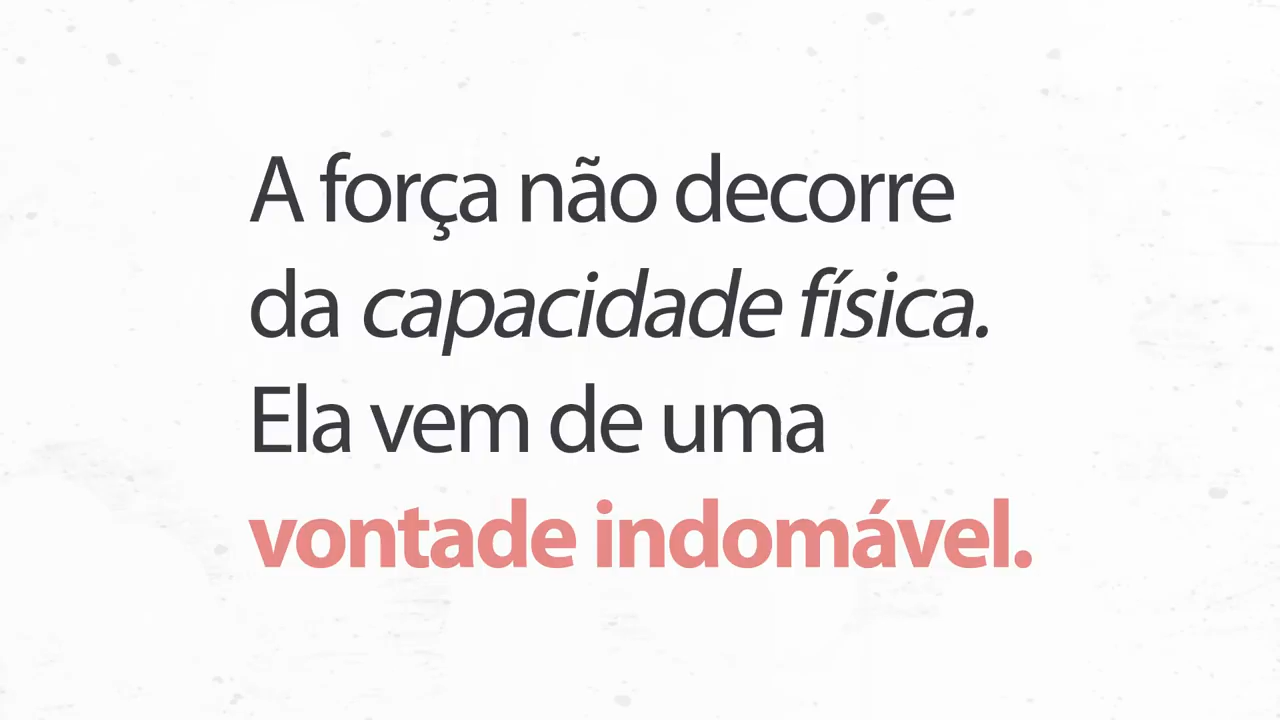 A força não decorre
da capacidade física.
Ela vem de uma
vontade indomável.